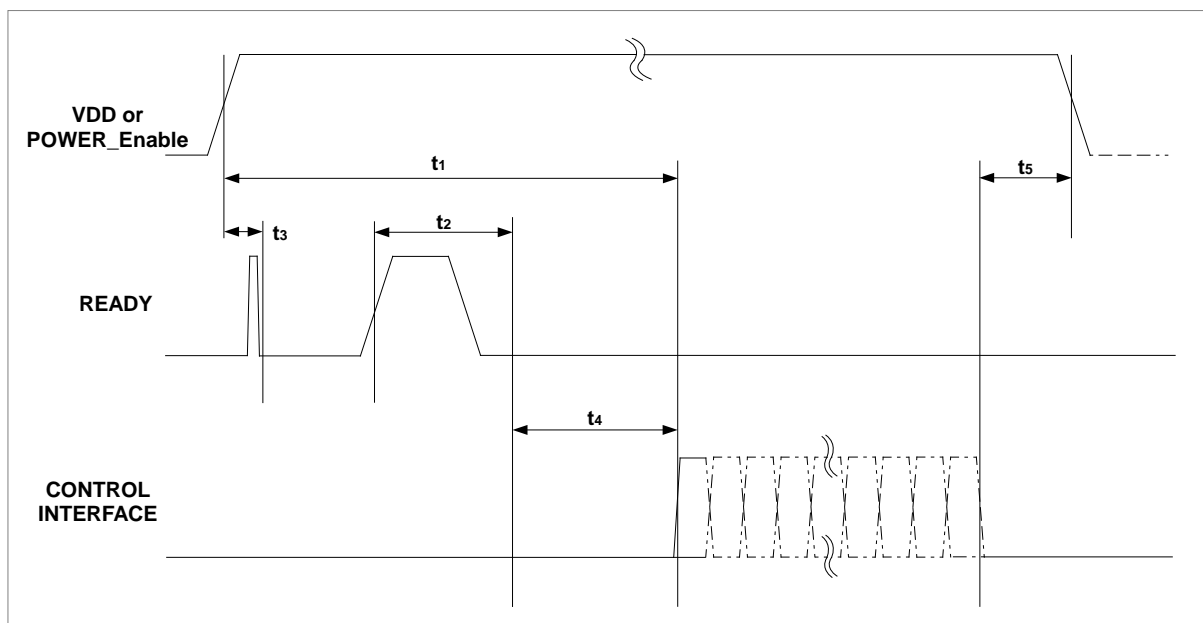 VDD or
POWER_Enable
t1
t5
t3
t2
READY
t4
CONTROL
INTERFACE